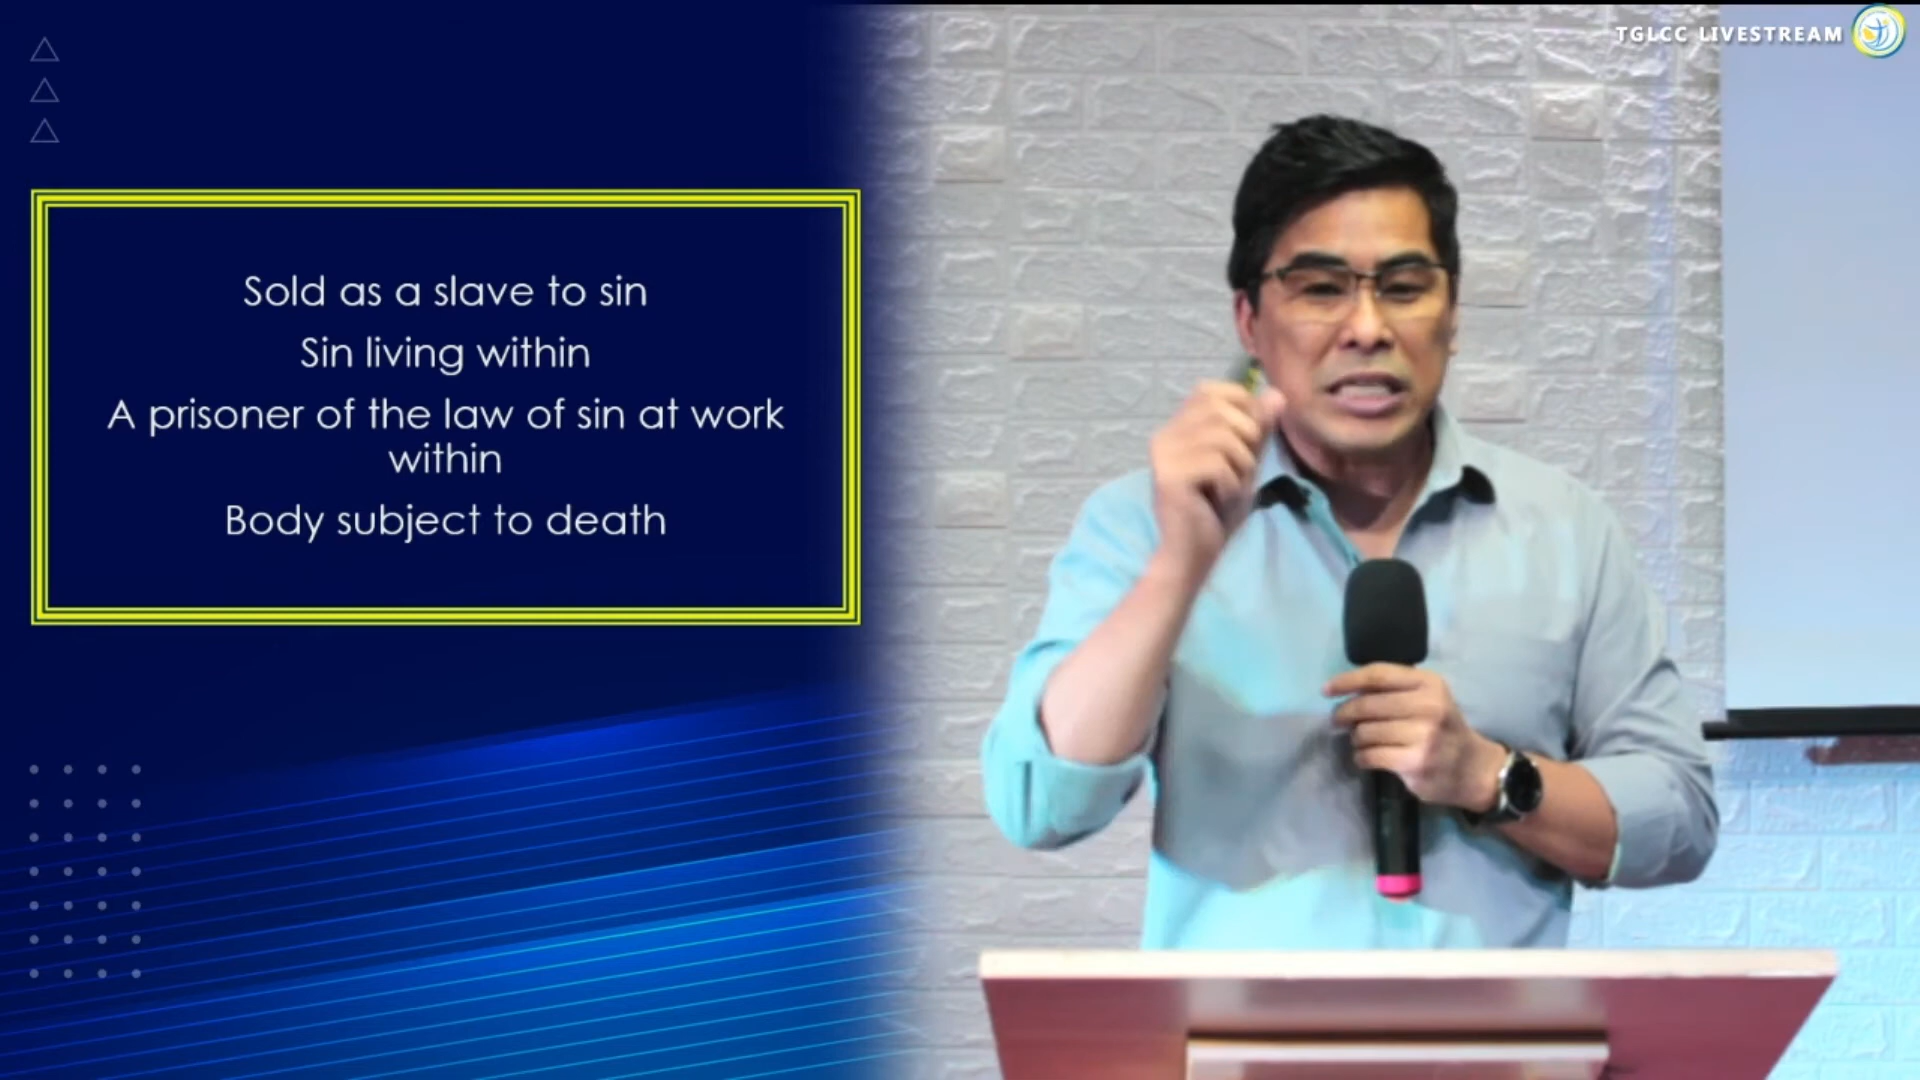 TGLCC LIVESTREAM
Sold as a slave to sin
Sin living within
A prisoner of the law of sin at work
within
Body subject to death